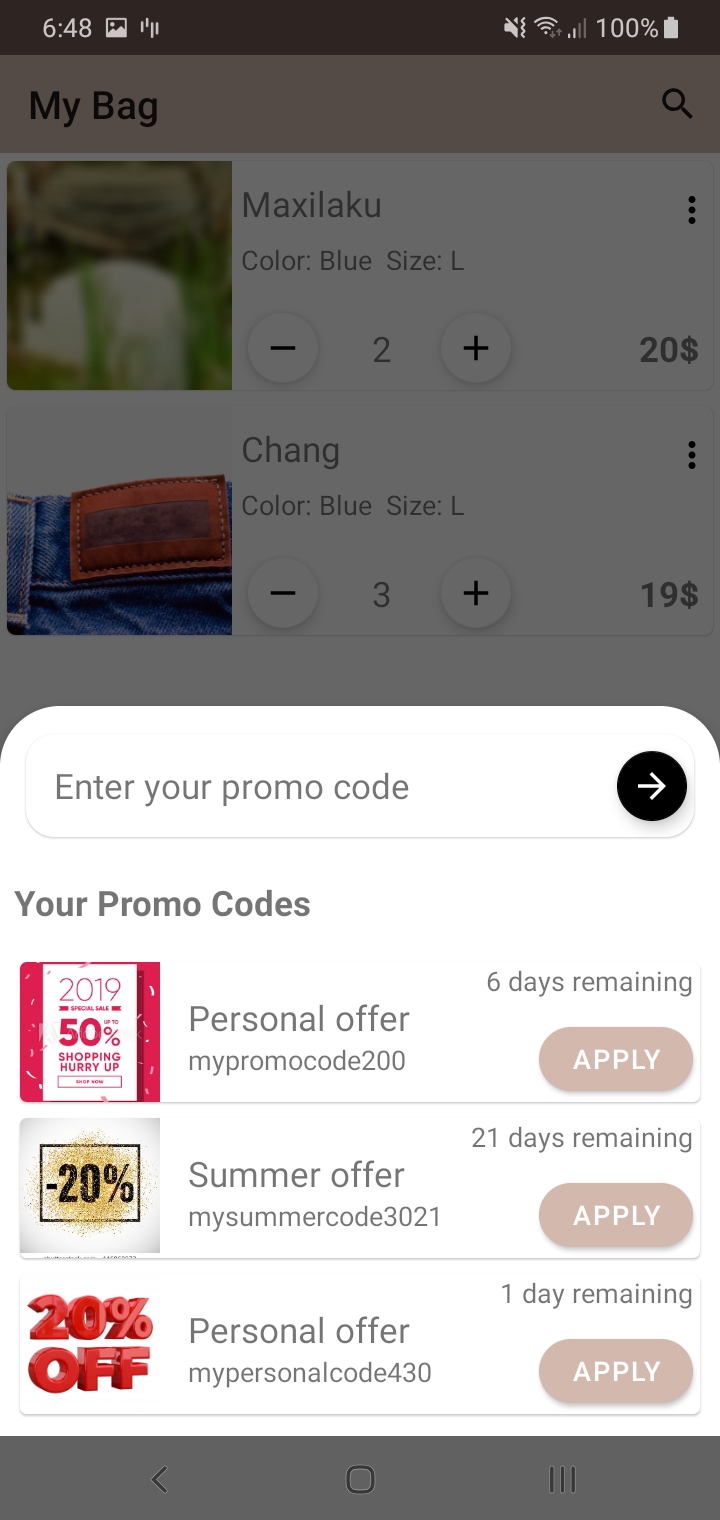 6:48 100%
My Bag
Maxilaku
Color: Blue Size: L
2 20$
Chang
Color: Blue Size: L
3 19$
Enter your promo code
Your Promo Codes
6 days remaining
2019
SPECIAL SALE
UP TO
50%
SHOPPING
HURRY UP
SHOP NOW
Personal offer
mypromocode200
APPLY
21 days remaining
-20%
Summer offer
mysummercode3021
APPLY
1 day remaining
20%
OFF
Personal offer
mypersonalcode430
APPLY